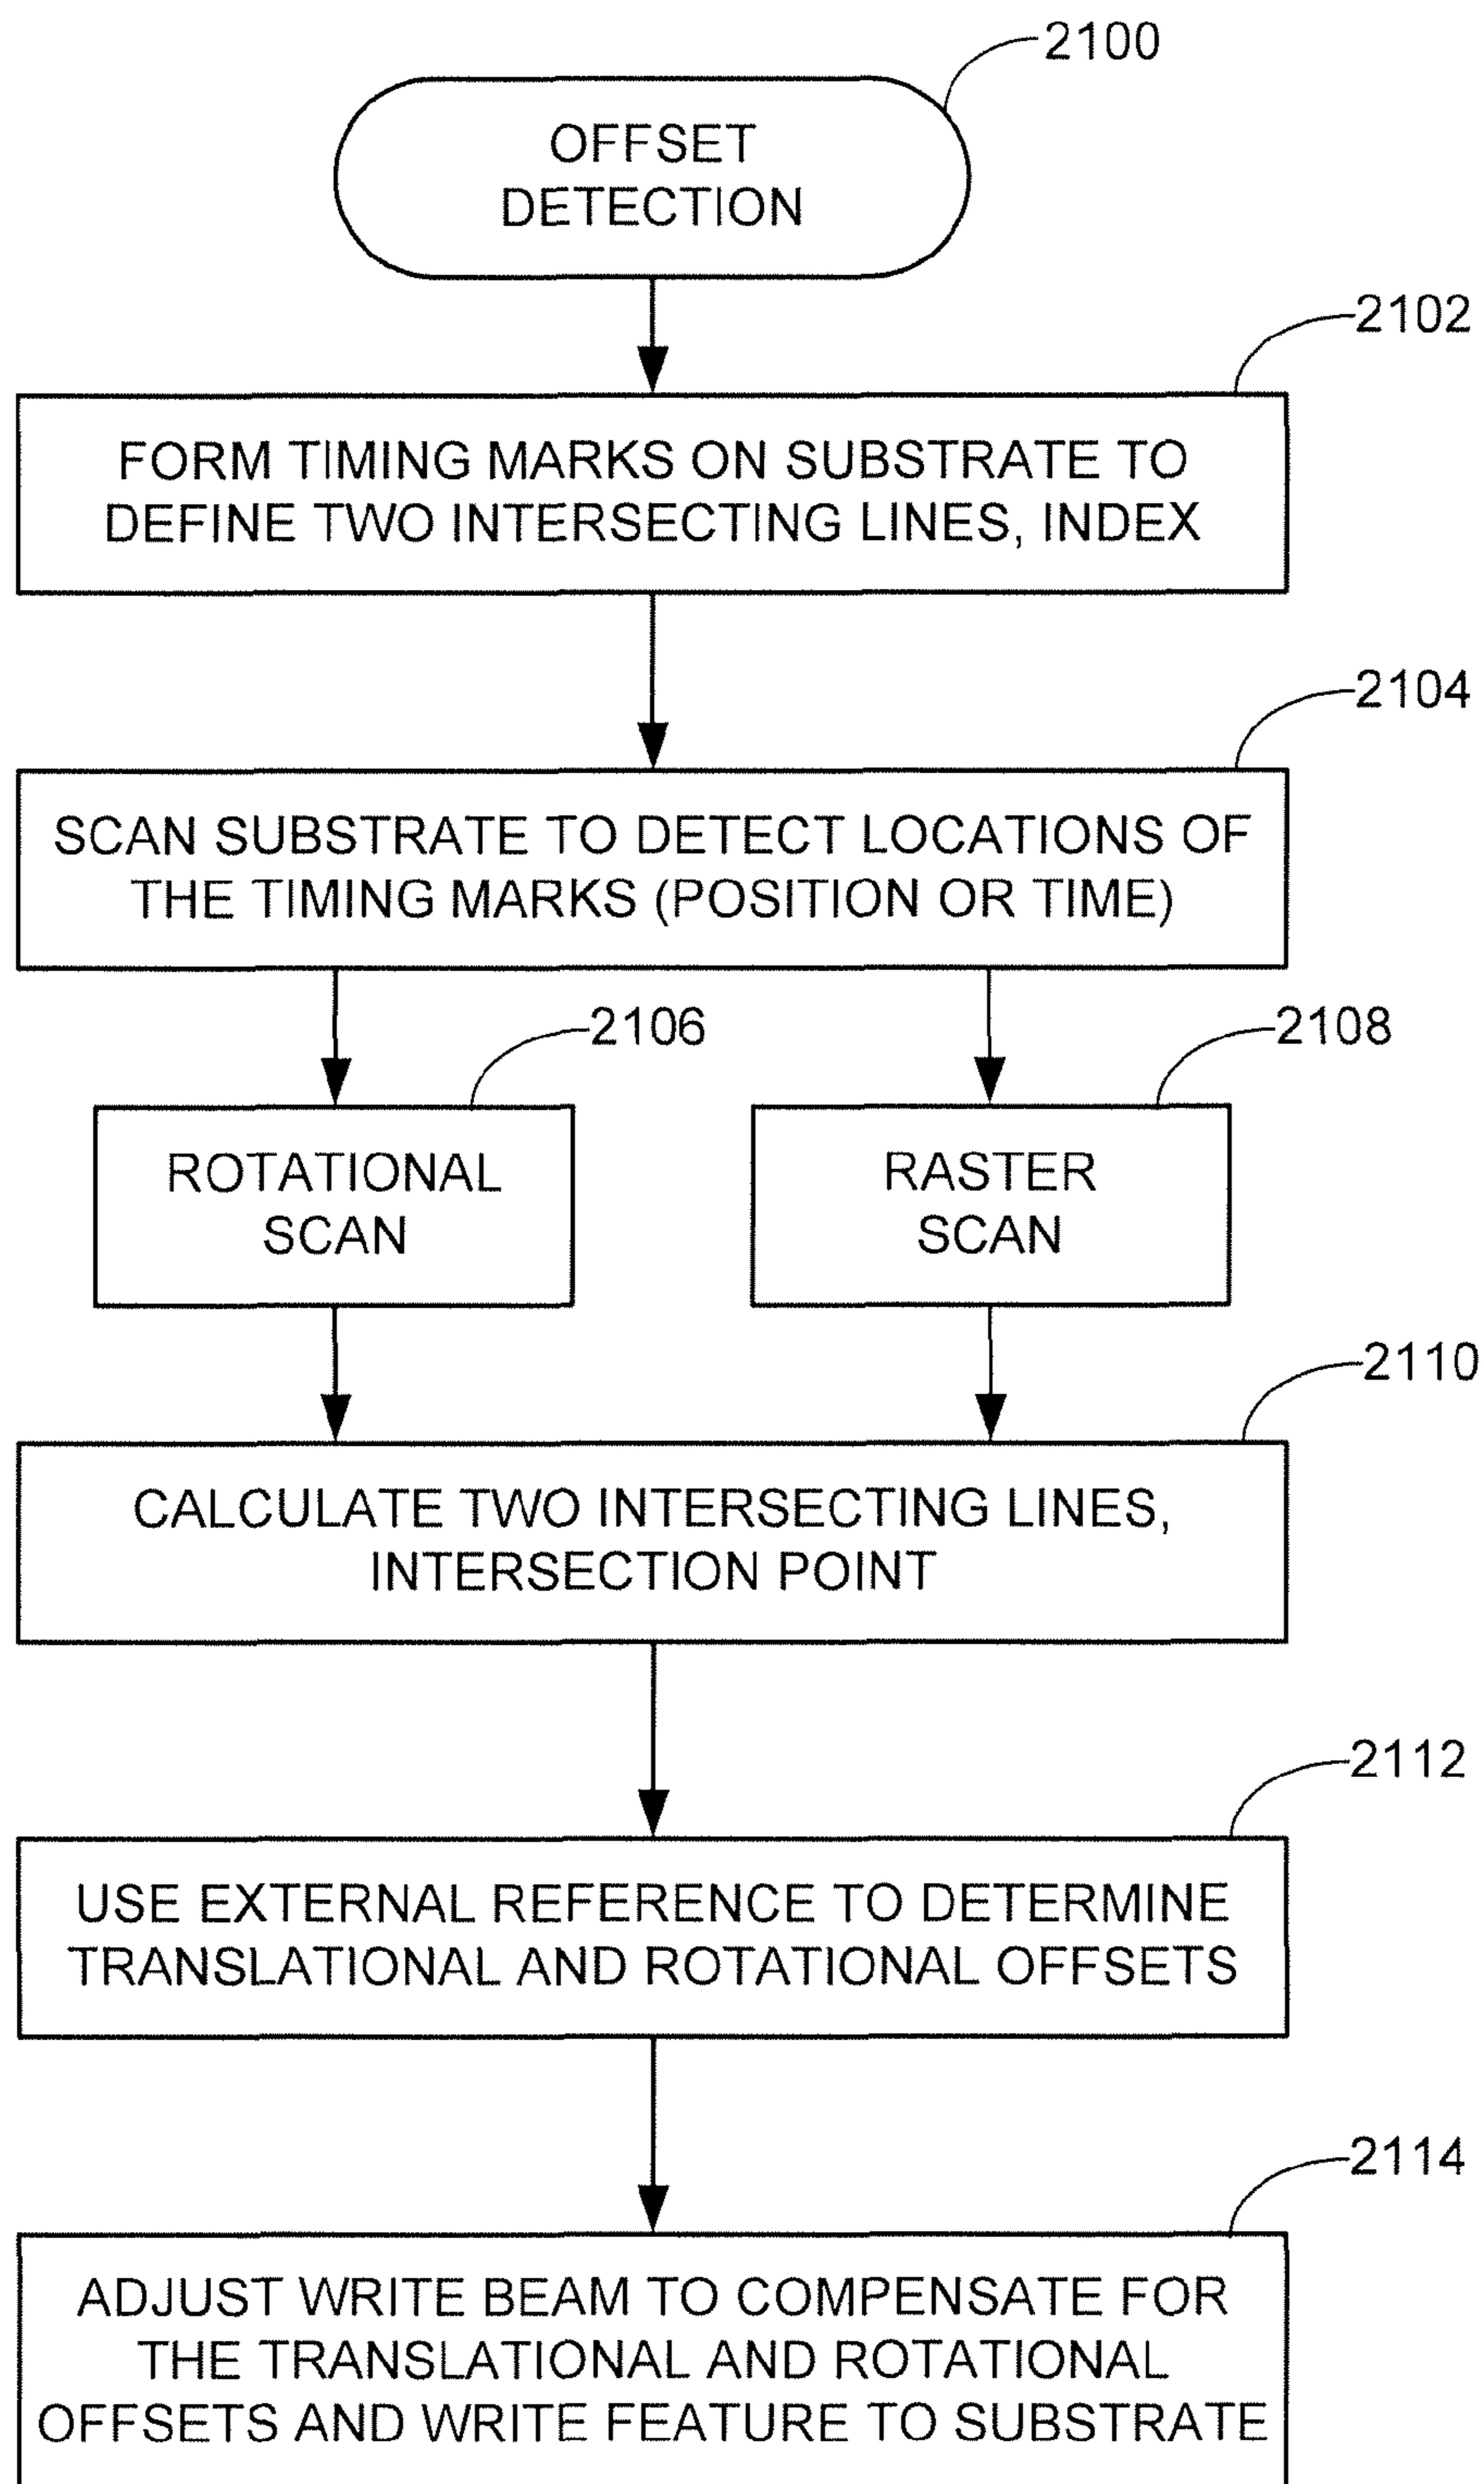 2100
OFFSET
DETECTION
2102
FORM TIMING MARKS ON SUBSTRATE TO
DEFINE TWO INTERSECTING LINES, INDEX
2104
SCAN SUBSTRATE TO DETECT LOCATIONS OF
THE TIMING MARKS (POSITION OR TIME)
2106
2108
ROTATIONAL
SCAN
RASTER
SCAN
2110
CALCULATE TWO INTERSECTING LINES,
INTERSECTION POINT
2112
USE EXTERNAL REFERENCE TO DETERMINE
TRANSLATIONAL AND ROTATIONAL OFFSETS
2114
ADJUST WRITE BEAM TO COMPENSATE FOR
THE TRANSLATIONAL AND ROTATIONAL
OFFSETS AND WRITE FEATURE TO SUBSTRATE